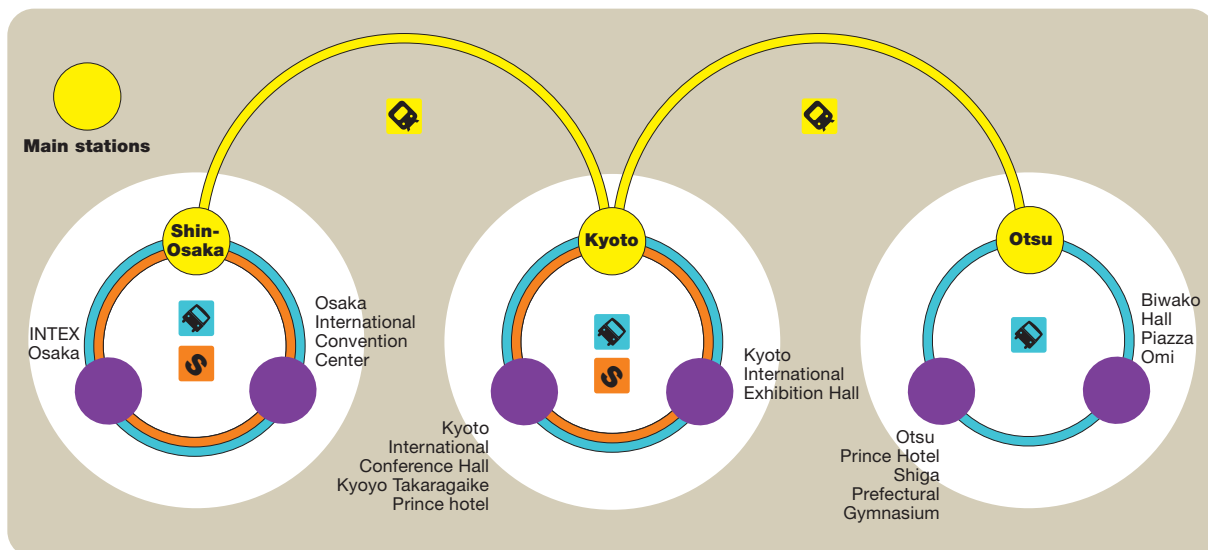 Main stations
Shin-
Osaka
Kyoto
Otsu
INTEX
Osaka
Osaka
International
Convention
Center
S
Kyoto
International
Conference Hall
Kyoyo Takaragaike
Prince hotel
S
Kyoto
International
Exhibition Hall
Otsu
Prince Hotel
Shiga
Prefectural
Gymnasium
Biwako
Hall
Piazza
Omi